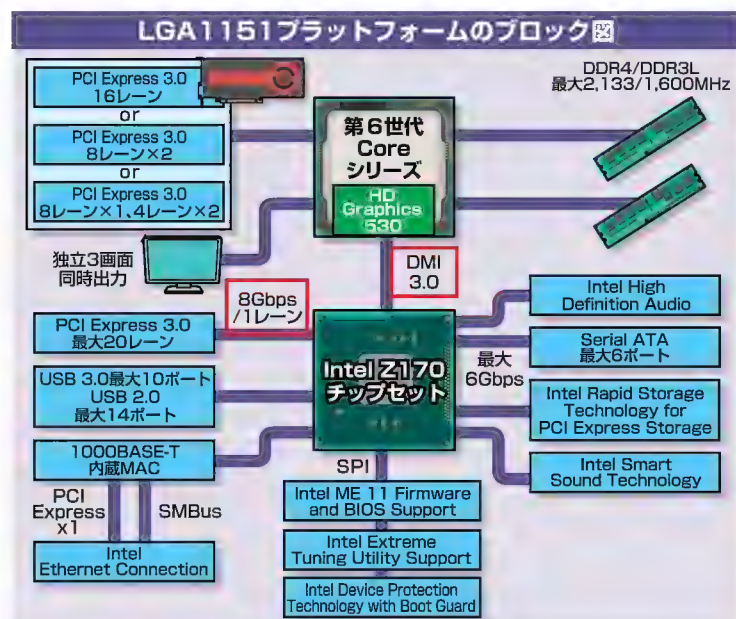 LGA1151プラットフォームのブロック図
PCI Express 3.0
16レーン
or
PCI Express 3.0
8レーン×2
or
PCI Express 3.0
8レーン×1、4レーン×2
第6世代
Core
シリーズ
HD
Graphics
530
DDR4/DDR3L
最大2,133/1,600MHz
独立3画面
同時出力
DMI
3.0
8Gbps
/1レーン
PCI Express 3.0
最大20レーン
USB 3.0最大10ポート
USB 2.0
最大14ポート
1000BASE-T
内蔵MAC
PCI
Express
x1
SMBus
Intel
Ethernet Connection
Intel Z170
チップセット
SPI
Intel ME 11 Firmware
and BIOS Support
Intel Extreme
Tuning Utility Support
Intel Device Protection
Technology with Boot Guard
Intel High
Definition Audio
最大
6Gbps
Serial ATA
最大6ポート
Intel Rapid Storage
Technology for
PCI Express Storage
Intel Smart
Sound Technology